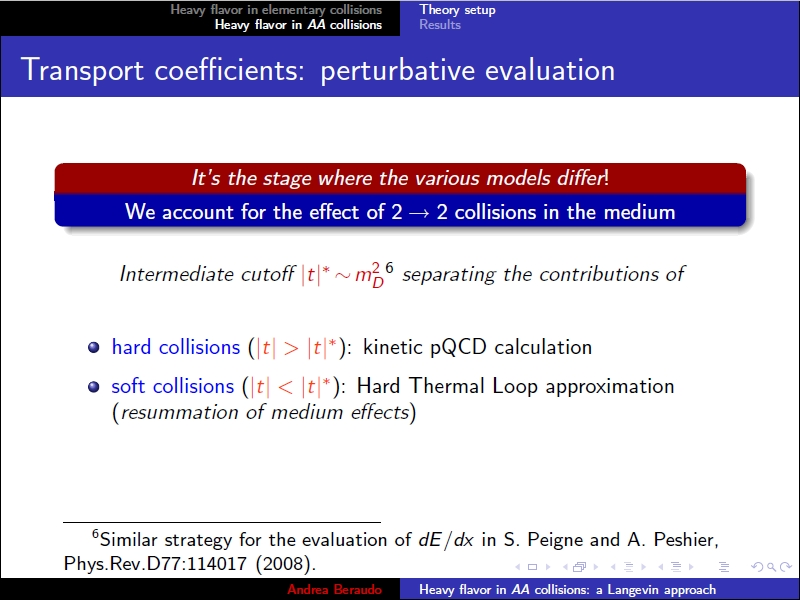 Heavy flavor in elementary collisions
Heavy flavor in AA collisions
Theory setup
Results
Transport coefficients: perturbative evaluation
It's the stage where the various models differ!
We account for the effect of 2 → 2 collisions in the medium
Intermediate cutoff |t|* ∼ m²_D ⁶ separating the contributions of
hard collisions (|t| > |t|*): kinetic pQCD calculation
soft collisions (|t| < |t|*): Hard Thermal Loop approximation
(resummation of medium effects)
⁶Similar strategy for the evaluation of dE/dx in S. Peigne and A. Peshier,
Phys.Rev.D77:114017 (2008).
Andrea Beraudo
Heavy flavor in AA collisions: a Langevin approach